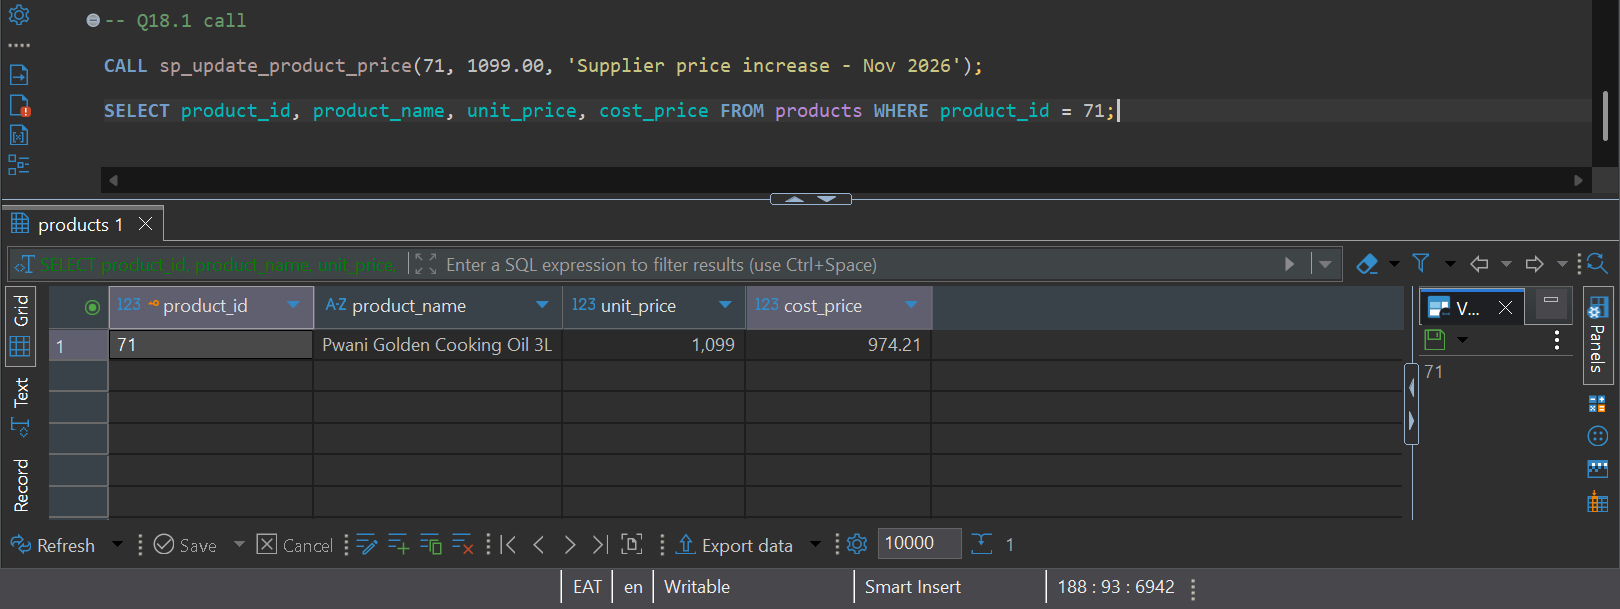 -- Q18.1 call
CALL sp_update_product_price(71, 1099.00, 'Supplier price increase - Nov 2026');
SELECT product_id, product_name, unit_price, cost_price FROM products WHERE product_id = 71;
products 1
SELECT product_id, product_name, unit_price,
Enter a SQL expression to filter results (use Ctrl+Space)
Grid
Text
Record
123 product_id
A-Z product_name
123 unit_price
123 cost_price
1
71
Pwani Golden Cooking Oil 3L
1,099
974.21
V...
71
Panels
Refresh
Save
Cancel
Export data
10000
1
EAT
en
Writable
Smart Insert
188 : 93 : 6942